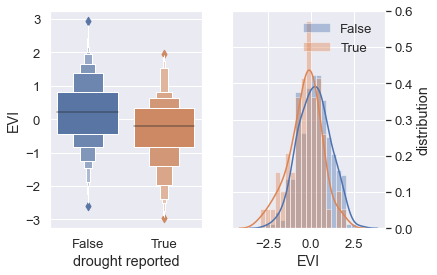 3
2
1
0
−1
−2
−3
EVI
False
True
drought reported
False
True
0.6
0.5
0.4
0.3
0.2
0.1
0.0
distribution
−2.5
0.0
2.5
EVI